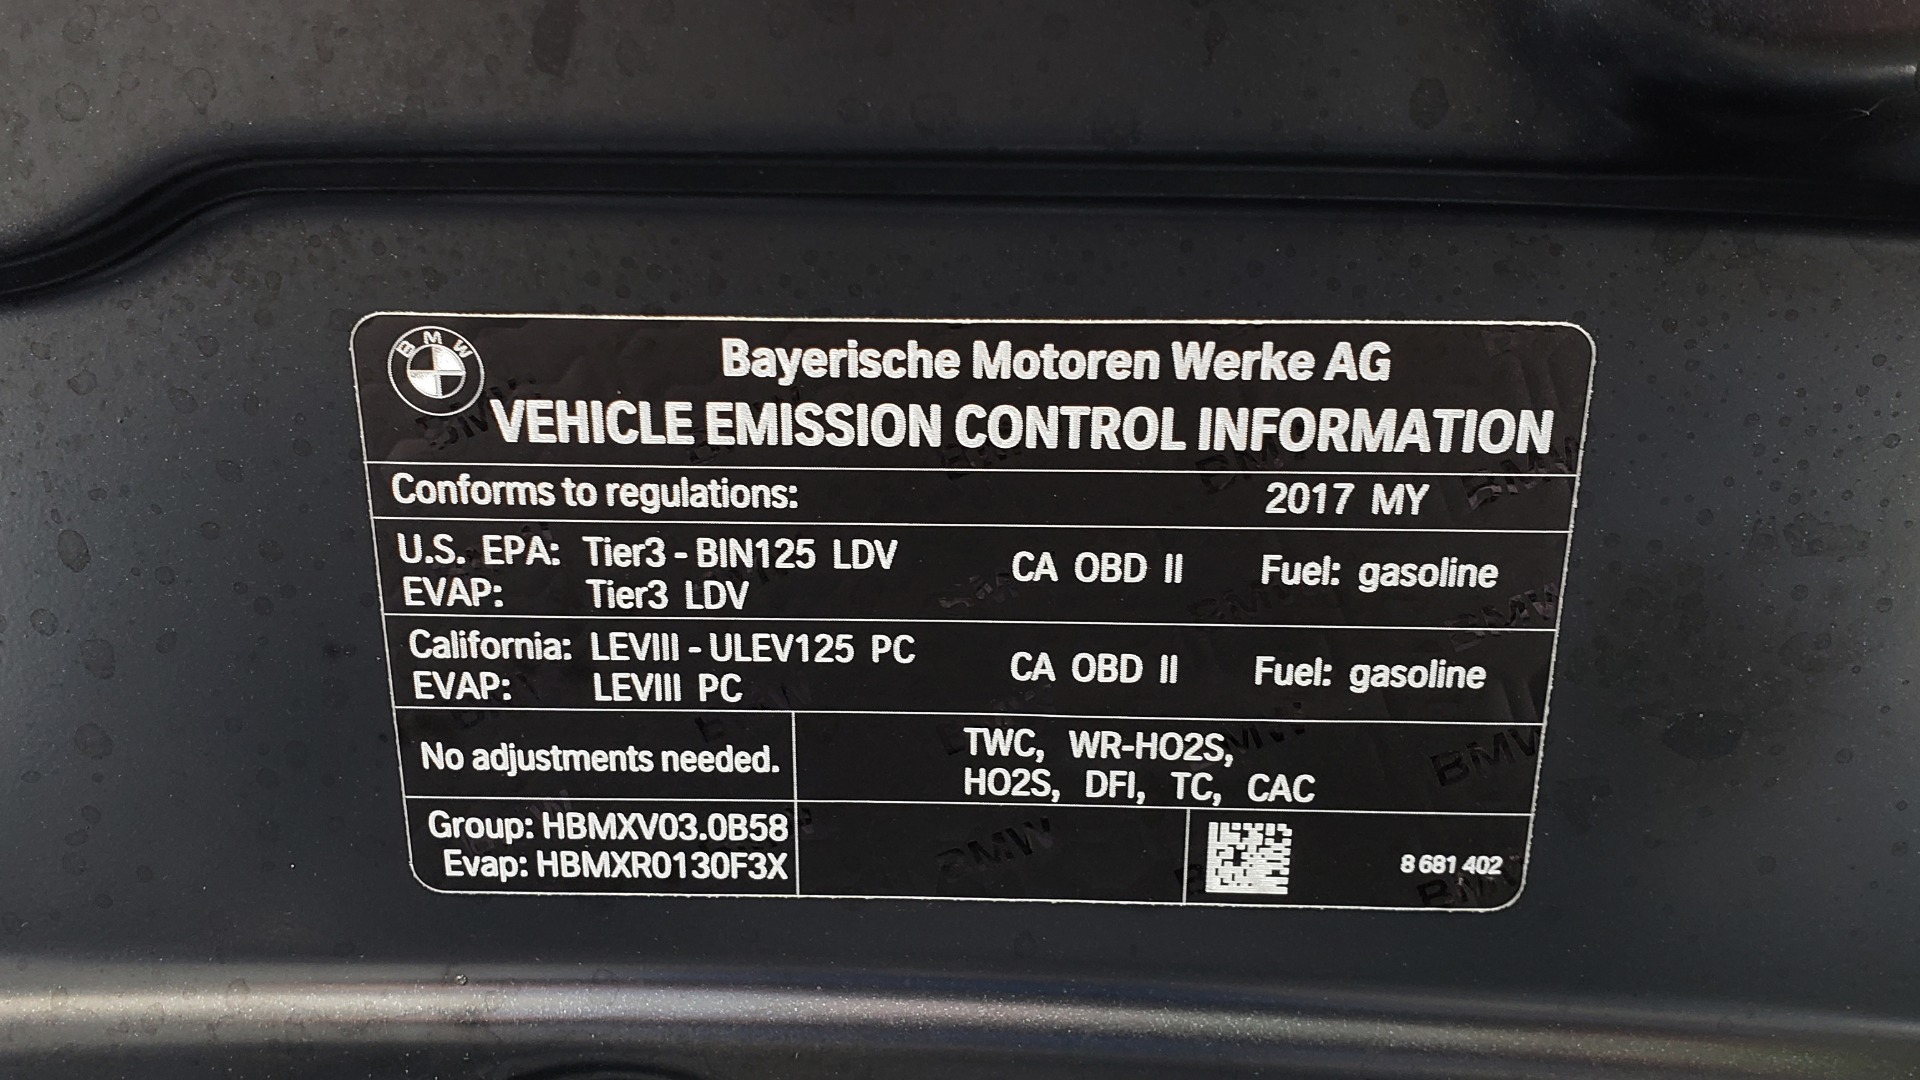 BMW
Bayerische Motoren Werke AG
VEHICLE EMISSION CONTROL INFORMATION
Conforms to regulations: 2017 MY
U.S. EPA: Tier3 - BIN125 LDV CA OBD II Fuel: gasoline
EVAP: Tier3 LDV
California: LEVIII - ULEV125 PC CA OBD II Fuel: gasoline
EVAP: LEVIII PC
No adjustments needed.
TWC, WR-HO2S,
HO2S, DFI, TC, CAC
Group: HBMXV03.0B58
Evap: HBMXR0130F3X
8 681 402